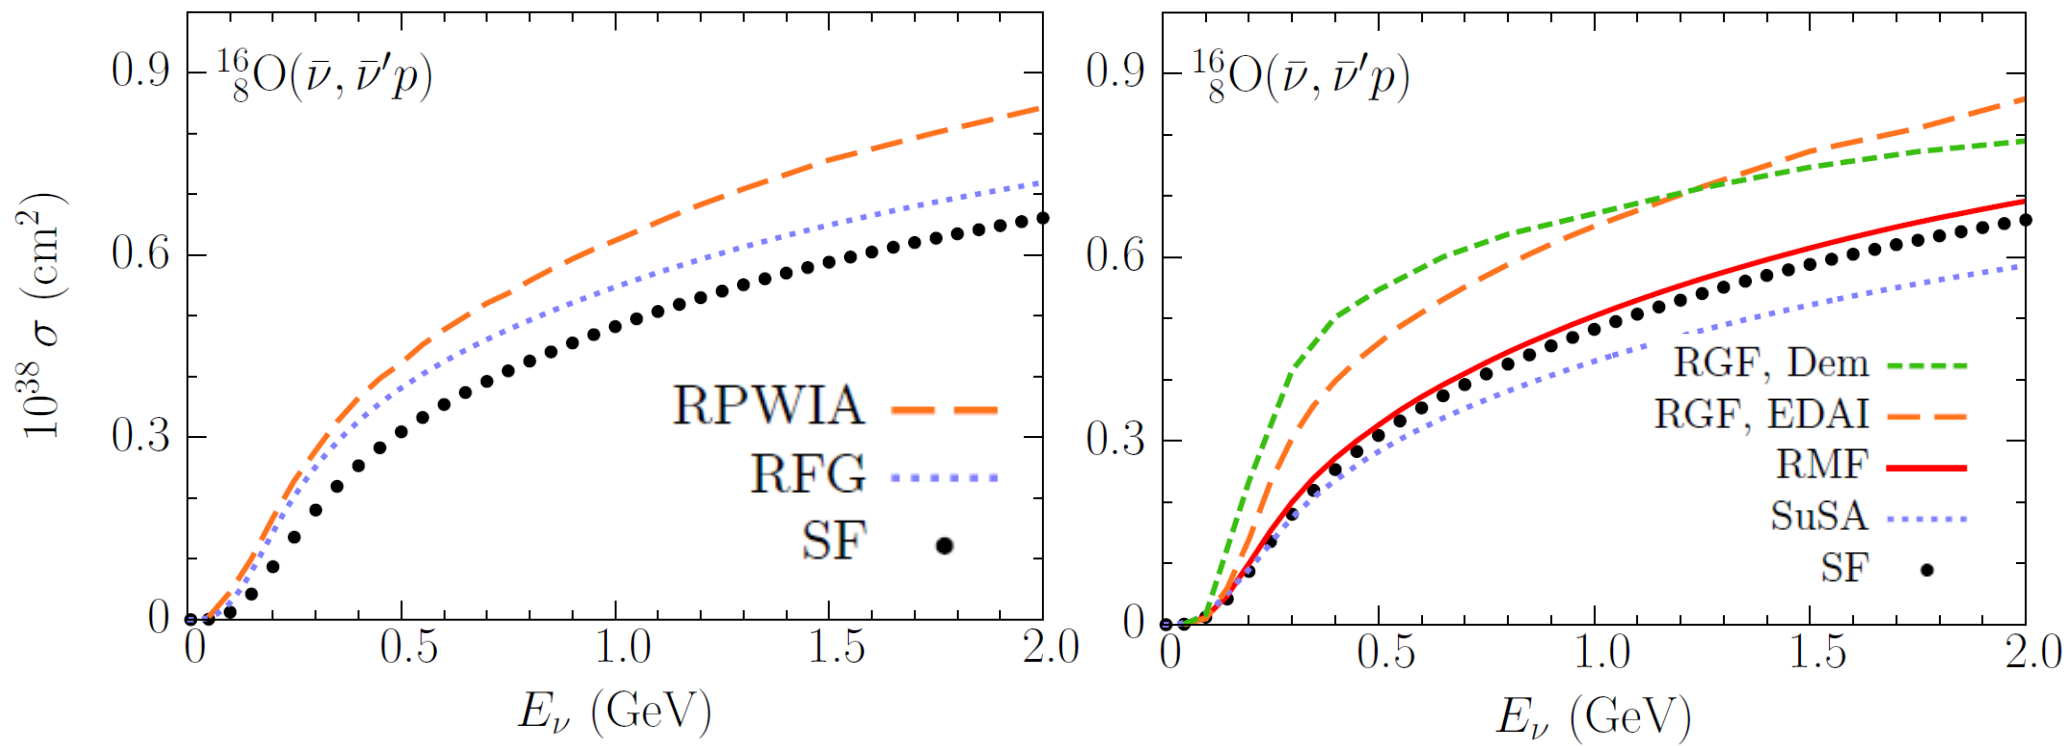 ¹⁶₈O(ν̄, ν̄′p)
0.9
0.6
0.3
0
10³⁸ σ (cm²)
RPWIA
RFG
SF
0 0.5 1.0 1.5 2.0
E_ν (GeV)
¹⁶₈O(ν̄, ν̄′p)
0.9
0.6
0.3
0
RGF, Dem
RGF, EDAI
RMF
SuSA
SF
0 0.5 1.0 1.5 2.0
E_ν (GeV)